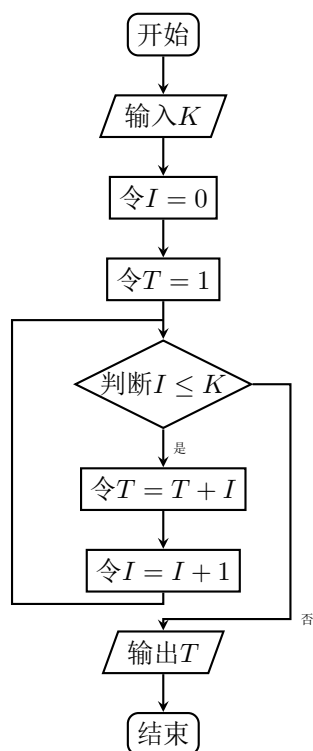 开始
输入K
令I = 0
令T = 1
判断I ≤ K
是
令T = T + I
令I = I + 1
否
输出T
结束